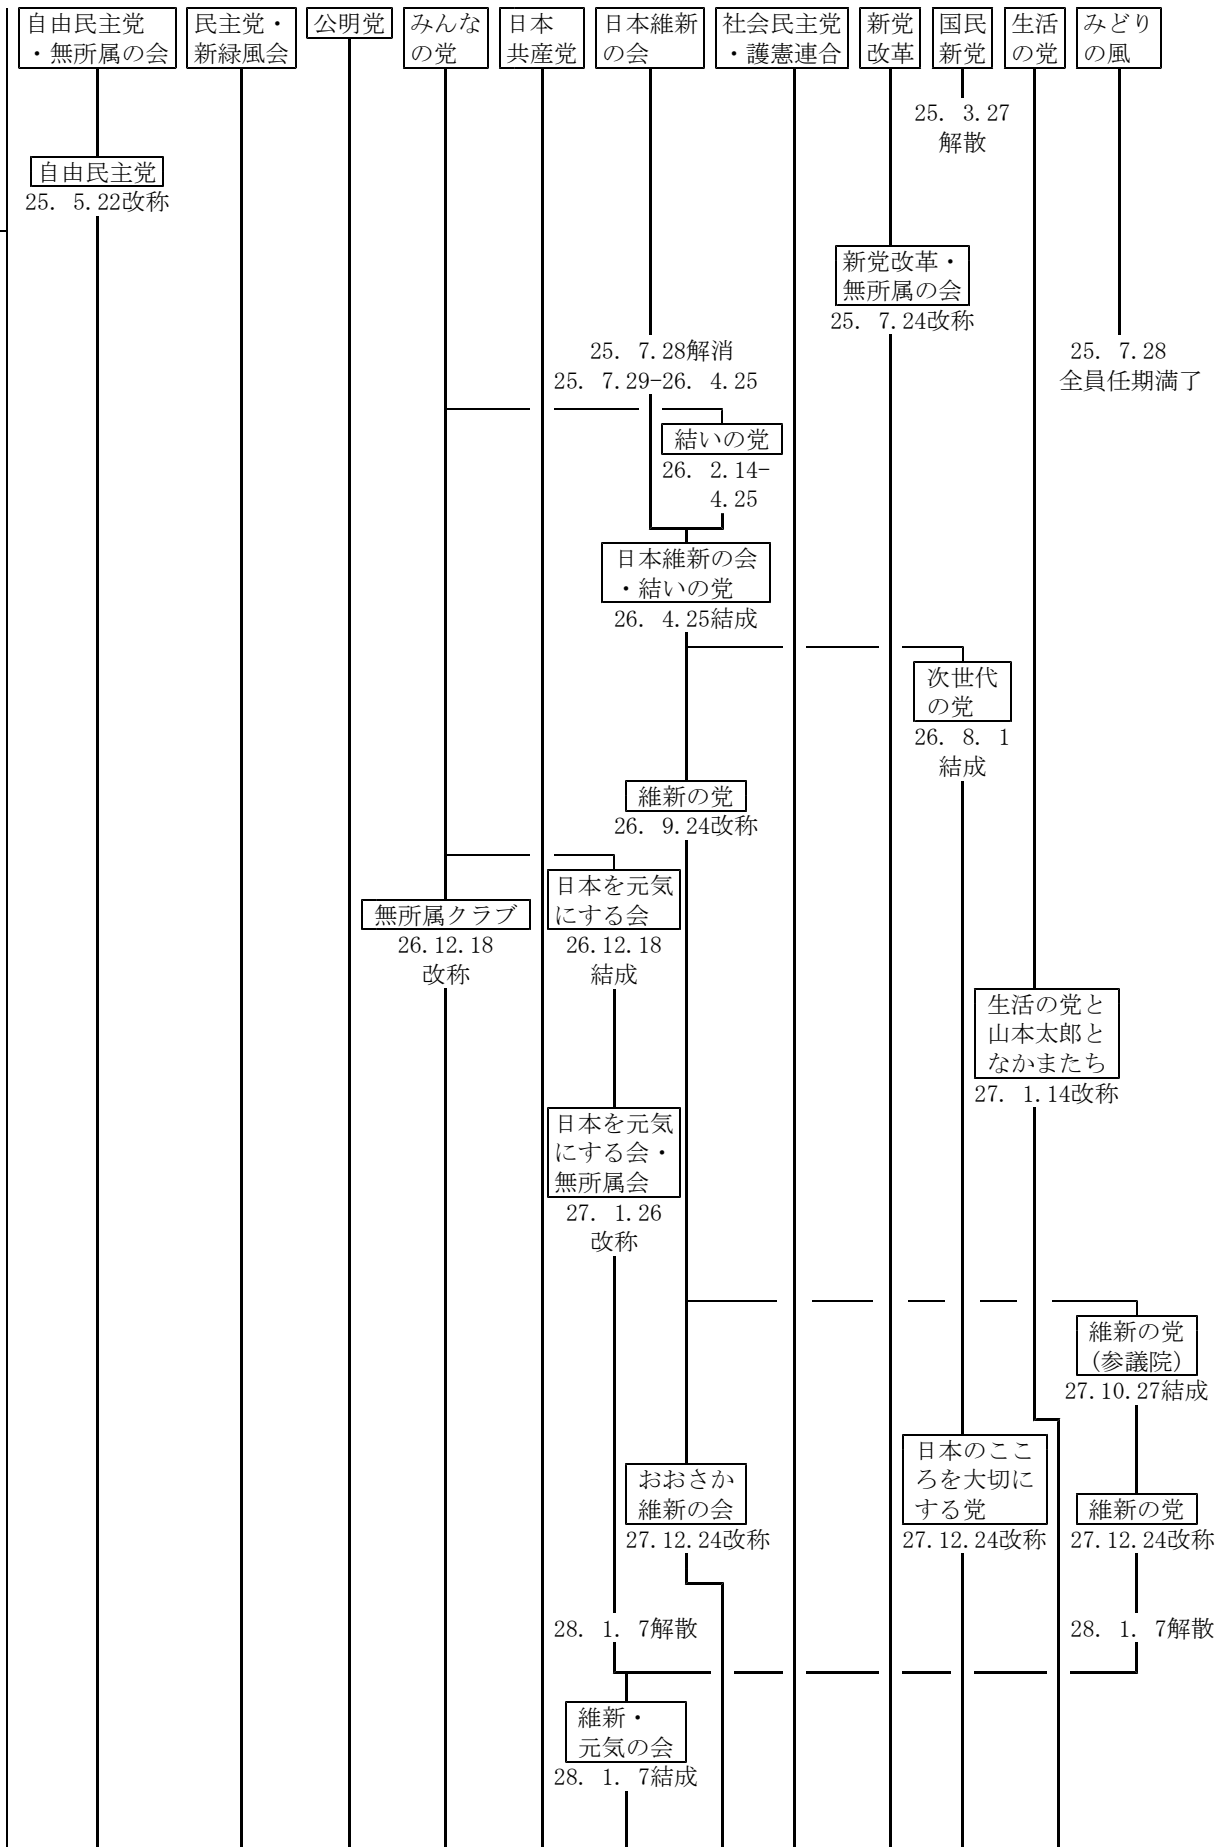 自由民主党
・無所属の会
民主党・
新緑風会
公明党
みんな
の党
日本
共産党
日本維新
の会
社会民主党
・護憲連合
新党
改革
国民
新党
生活
の党
みどり
の風
25. 3.27
解散
自由民主党
25. 5.22改称
新党改革・
無所属の会
25. 7.24改称
25. 7.28解消
25. 7.29-26. 4.25
25. 7.28
全員任期満了
結いの党
26. 2.14-
4.25
日本維新の会
・結いの党
26. 4.25結成
次世代
の党
26. 8. 1
結成
維新の党
26. 9.24改称
無所属クラブ
26.12.18
改称
日本を元気
にする会
26.12.18
結成
生活の党と
山本太郎と
なかまたち
27. 1.14改称
日本を元気
にする会・
無所属会
27. 1.26
改称
維新の党
(参議院)
27.10.27結成
おおさか
維新の会
27.12.24改称
日本のここ
ろを大切に
する党
27.12.24改称
維新の党
27.12.24改称
28. 1. 7解散
28. 1. 7解散
維新・
元気の会
28. 1. 7結成